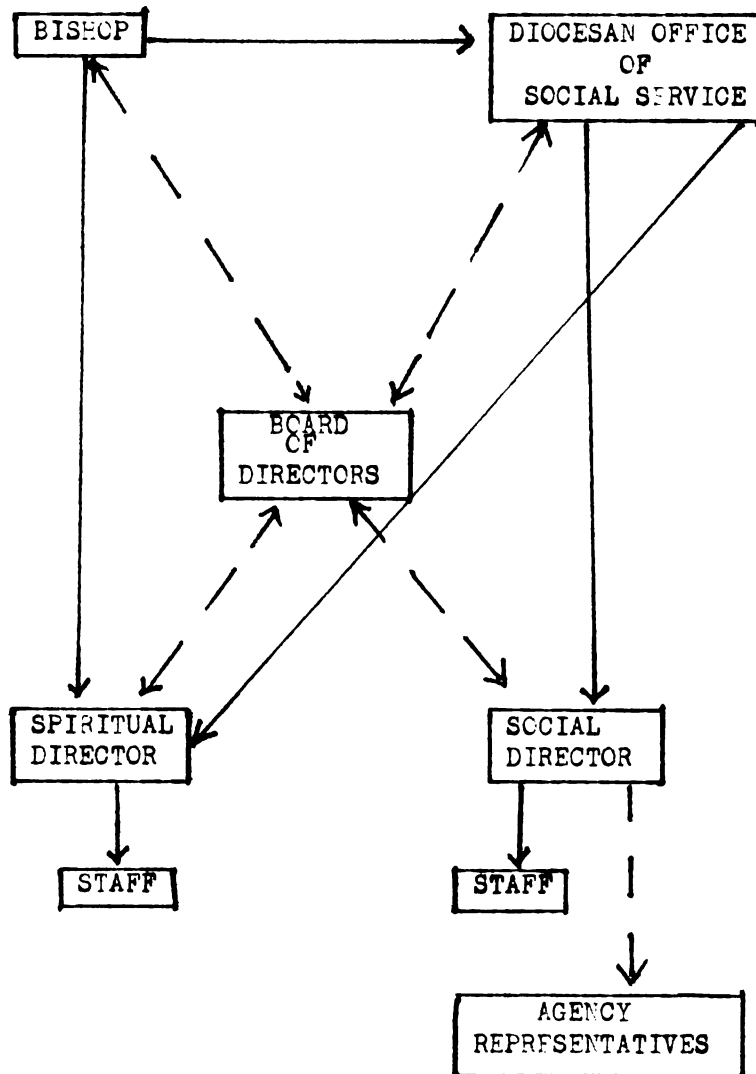 BISHOP
DIOCESAN OFFICE
OF
SOCIAL SERVICE
BOARD
OF
DIRECTORS
SPIRITUAL
DIRECTOR
SOCIAL
DIRECTOR
STAFF
STAFF
AGENCY
REPRESENTATIVES